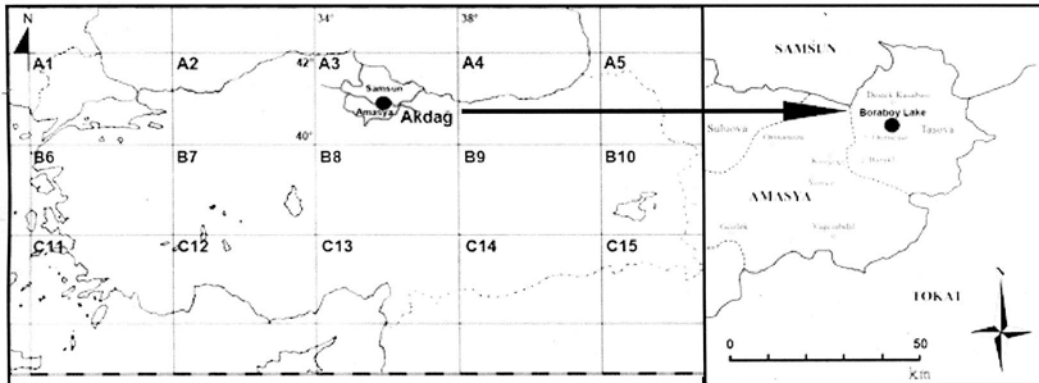 N
34°
38°
A1
A2
42°
A3
A4
A5
Samsun
Amasya
Akdag
40°
B6
B7
B8
B9
B10
C11
C12
C13
C14
C15
SAMSUN
Boraboy Lake
Suluova
Tasova
AMASYA
TOKAT
N
0
50
km